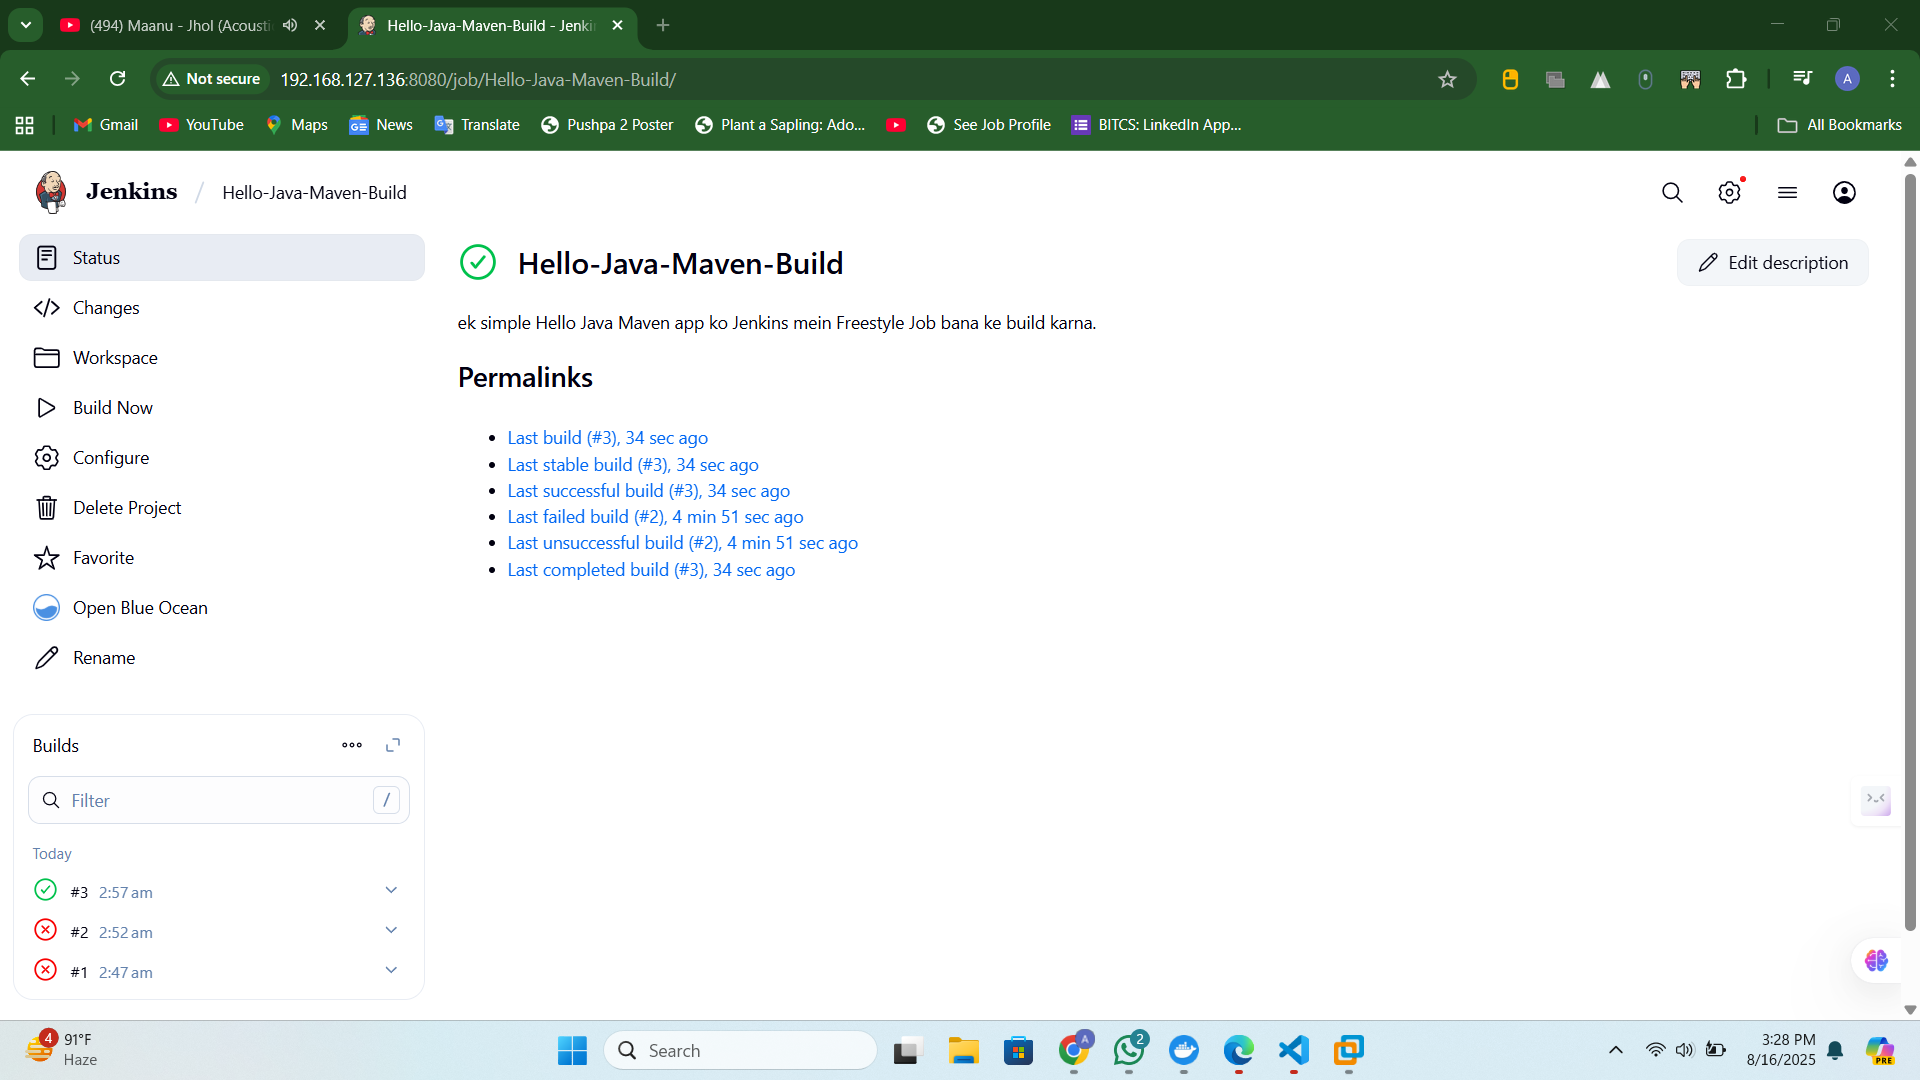 (494) Maanu - Jhol (Acousti
Hello-Java-Maven-Build - Jenki
Not secure
192.168.127.136:8080/job/Hello-Java-Maven-Build/
A
Gmail
YouTube
Maps
News
Translate
Pushpa 2 Poster
Plant a Sapling: Ado...
See Job Profile
BITCS: LinkedIn App...
All Bookmarks
Jenkins / Hello-Java-Maven-Build
Status
Changes
Workspace
Build Now
Configure
Delete Project
Favorite
Open Blue Ocean
Rename
Builds
Filter
/
Today
#3 2:57 am
#2 2:52 am
#1 2:47 am
Hello-Java-Maven-Build
Edit description
ek simple Hello Java Maven app ko Jenkins mein Freestyle Job bana ke build karna.
Permalinks
Last build (#3), 34 sec ago
Last stable build (#3), 34 sec ago
Last successful build (#3), 34 sec ago
Last failed build (#2), 4 min 51 sec ago
Last unsuccessful build (#2), 4 min 51 sec ago
Last completed build (#3), 34 sec ago
4
91°F
Haze
Search
A
2
3:28 PM
8/16/2025
PRE